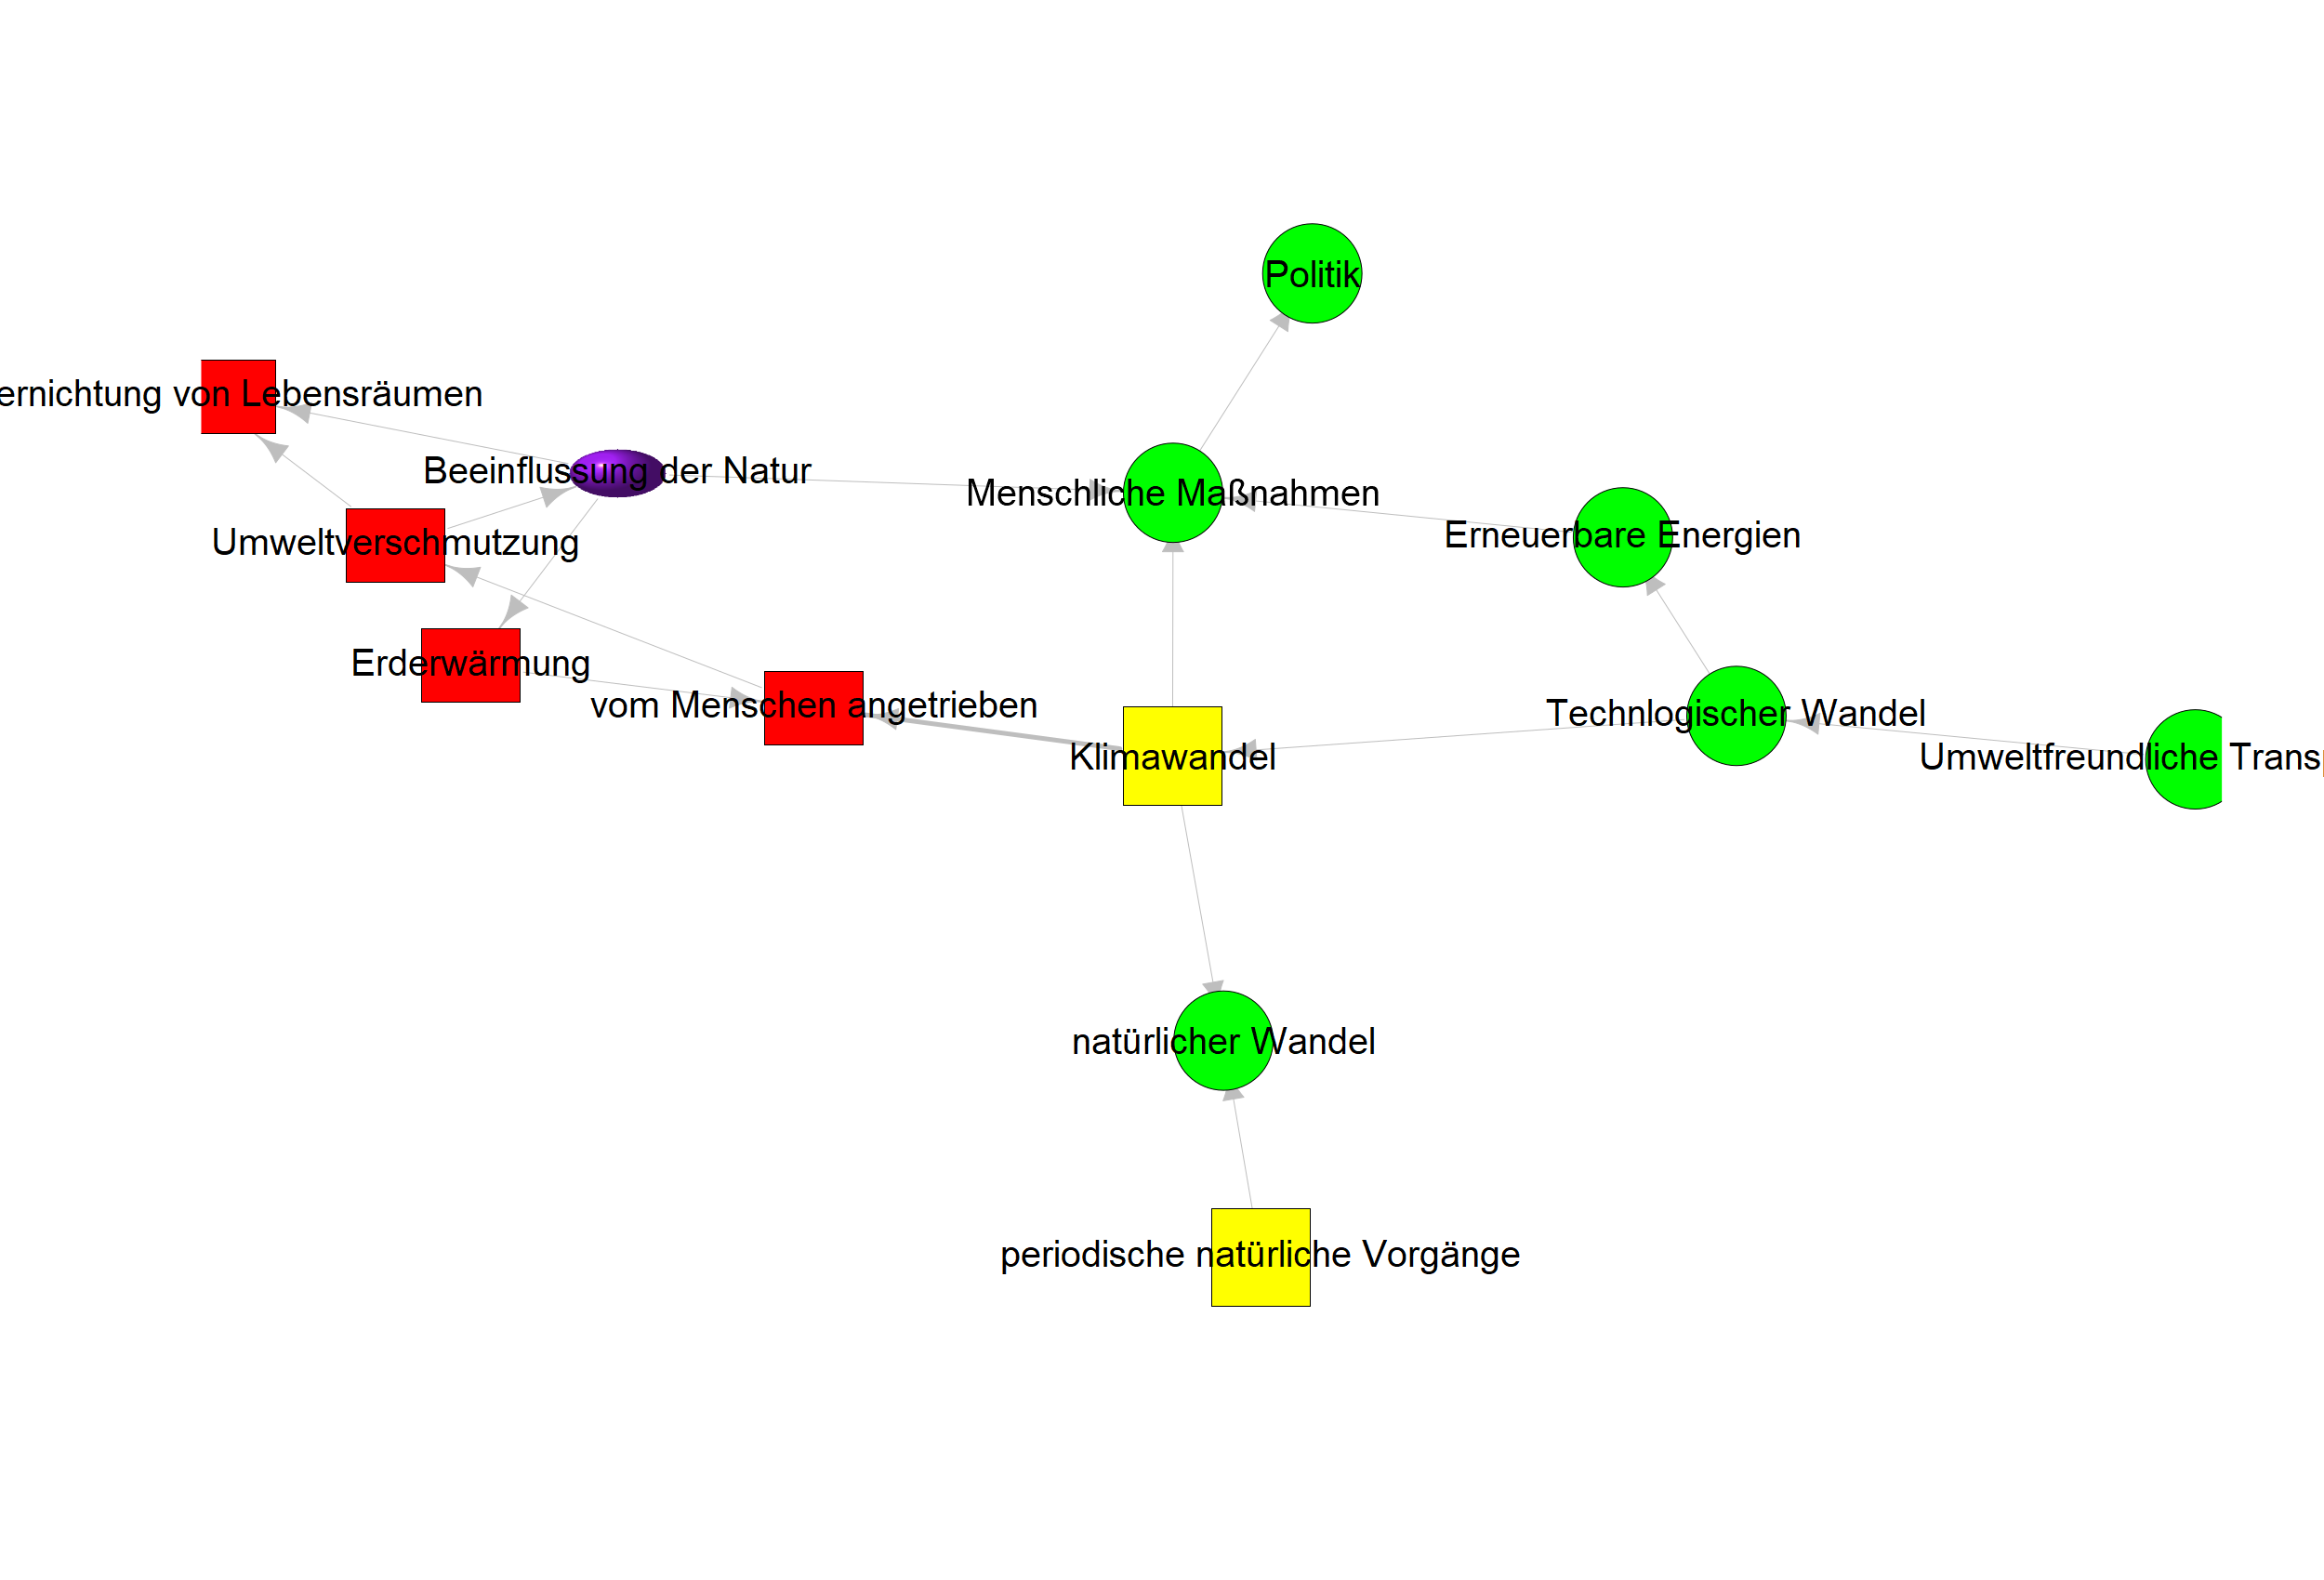 Politik
ernichtung von Lebensräumen
Beeinflussung der Natur
Menschliche Maßnahmen
Umweltverschmutzung
Erneuerbare Energien
Erderwärmung
vom Menschen angetrieben
Technlogischer Wandel
Klimawandel
Umweltfreundliche Trans
natürlicher Wandel
periodische natürliche Vorgänge